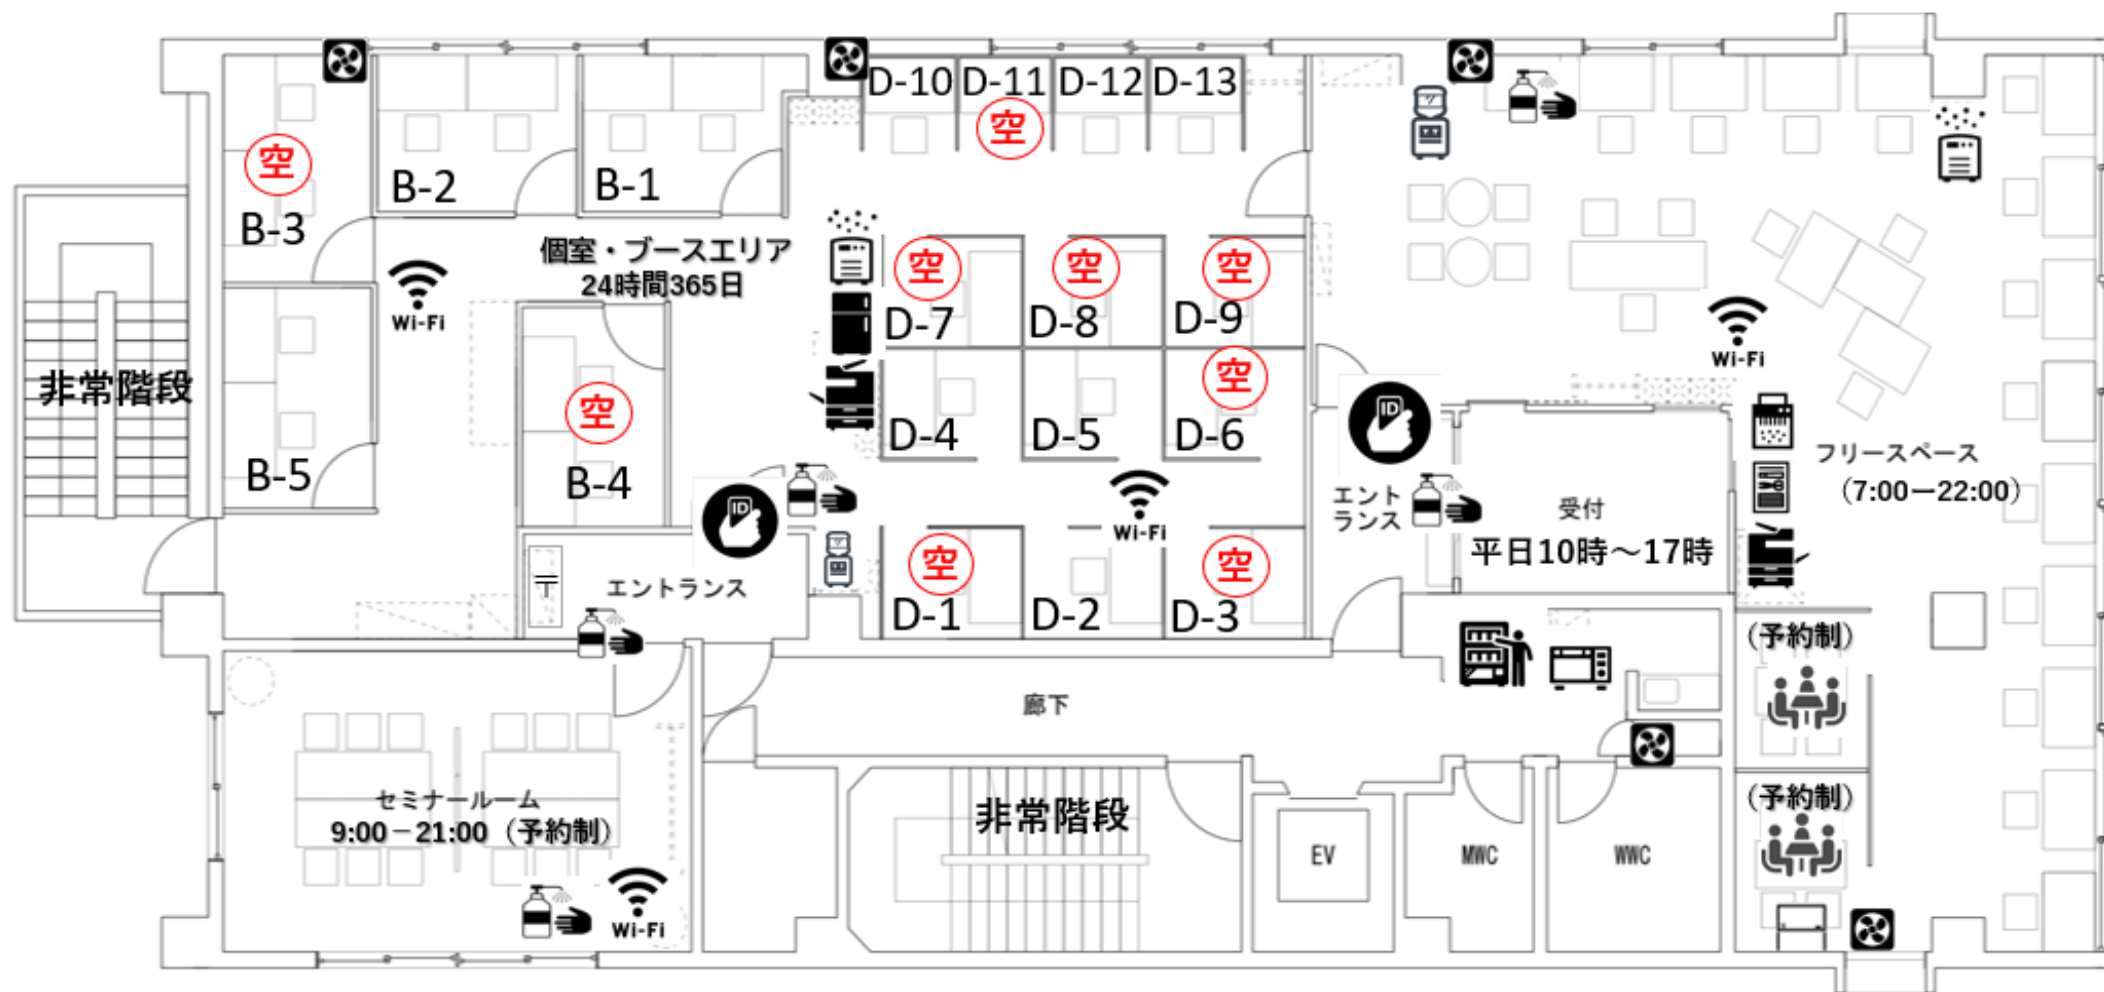 D-10
D-11
D-12
D-13
空
空
B-3
B-2
B-1
個室・ブースエリア
24時間365日
Wi-Fi
空
D-7
空
D-8
空
D-9
Wi-Fi
非常階段
B-5
空
B-4
D-4
D-5
空
D-6
ID
ID
エント
ランス
受付
平日10時～17時
フリースペース
（7:00ー22:00）
Wi-Fi
〒
エントランス
空
D-1
D-2
空
D-3
（予約制）
廊下
（予約制）
セミナールーム
9:00－21:00（予約制）
Wi-Fi
非常階段
EV
MWC
WWC